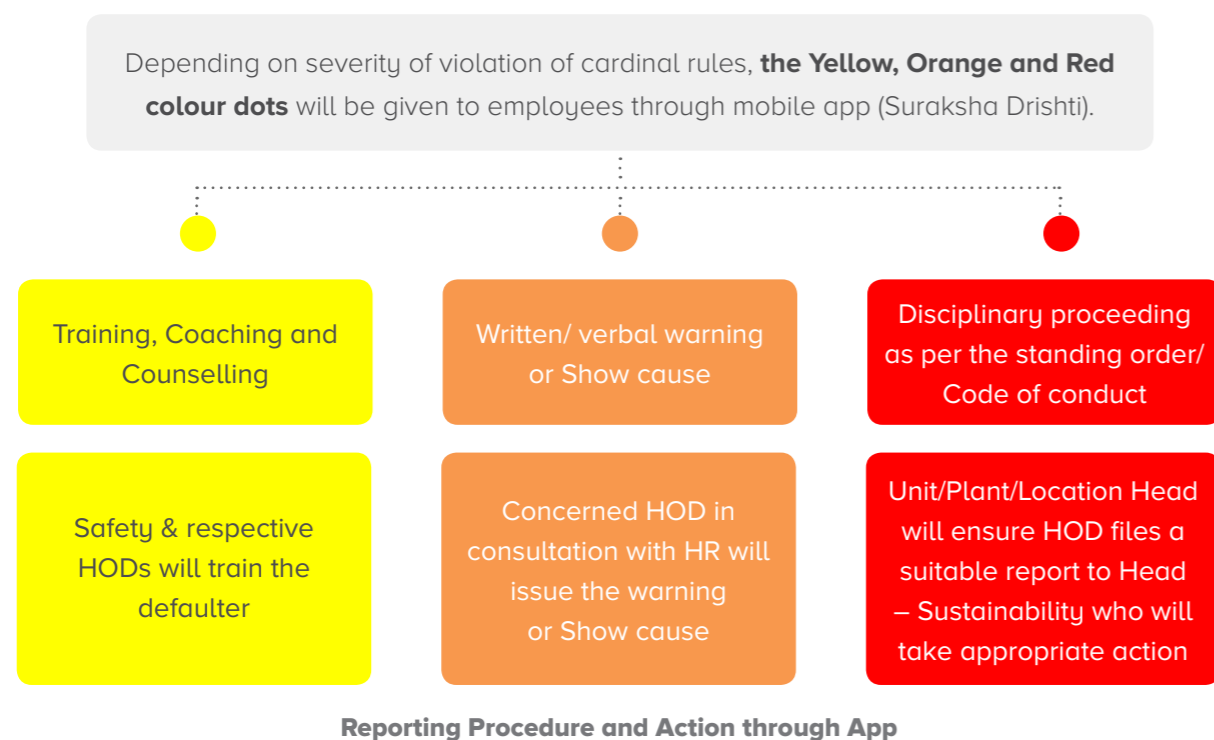 Depending on severity of violation of cardinal rules, the Yellow, Orange and Red
colour dots will be given to employees through mobile app (Suraksha Drishti).
Training, Coaching and
Counselling
Written/ verbal warning
or Show cause
Disciplinary proceeding
as per the standing order/
Code of conduct
Safety & respective
HODs will train the
defaulter
Concerned HOD in
consultation with HR will
issue the warning
or Show cause
Unit/Plant/Location Head
will ensure HOD files a
suitable report to Head
– Sustainability who will
take appropriate action
Reporting Procedure and Action through App